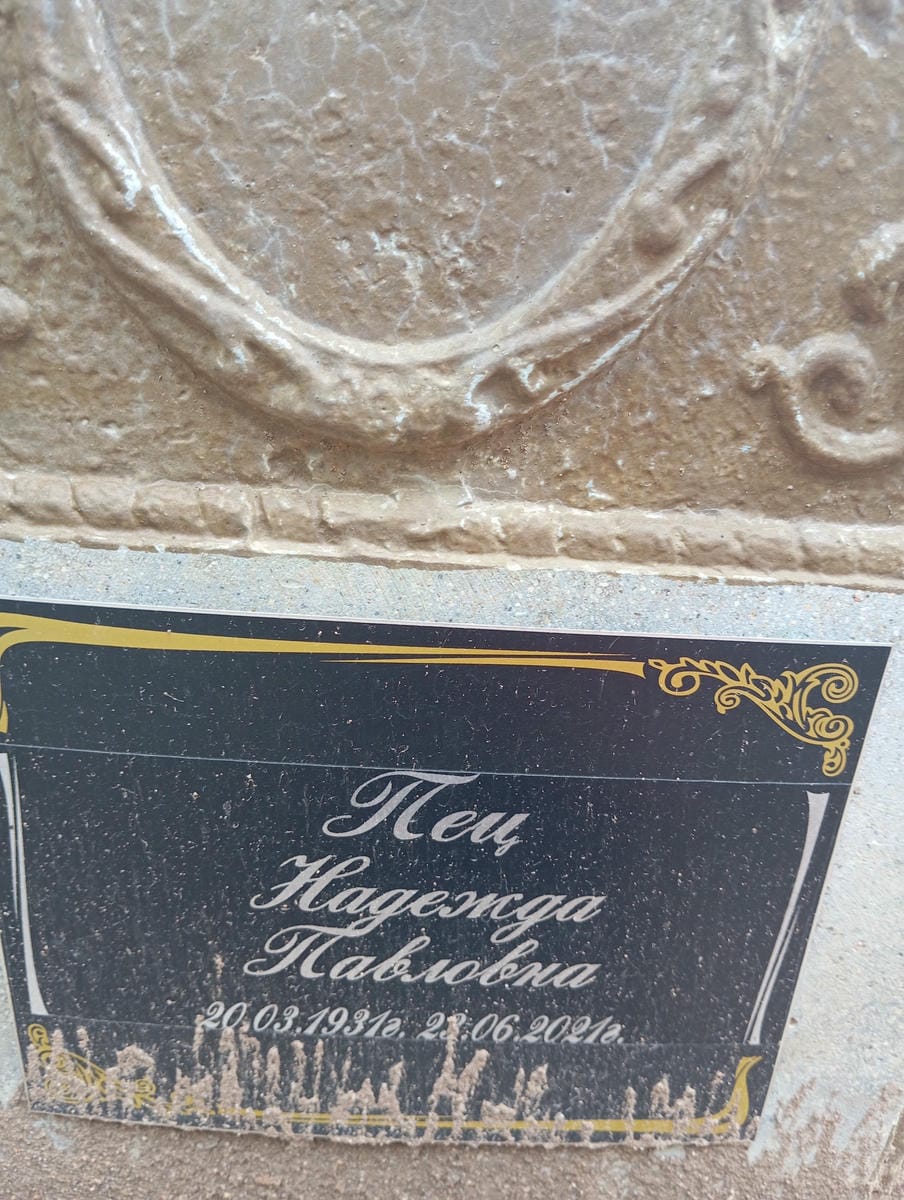 Пец
Надежда
Павловна
20.03.1931г. 23.06.2021г.